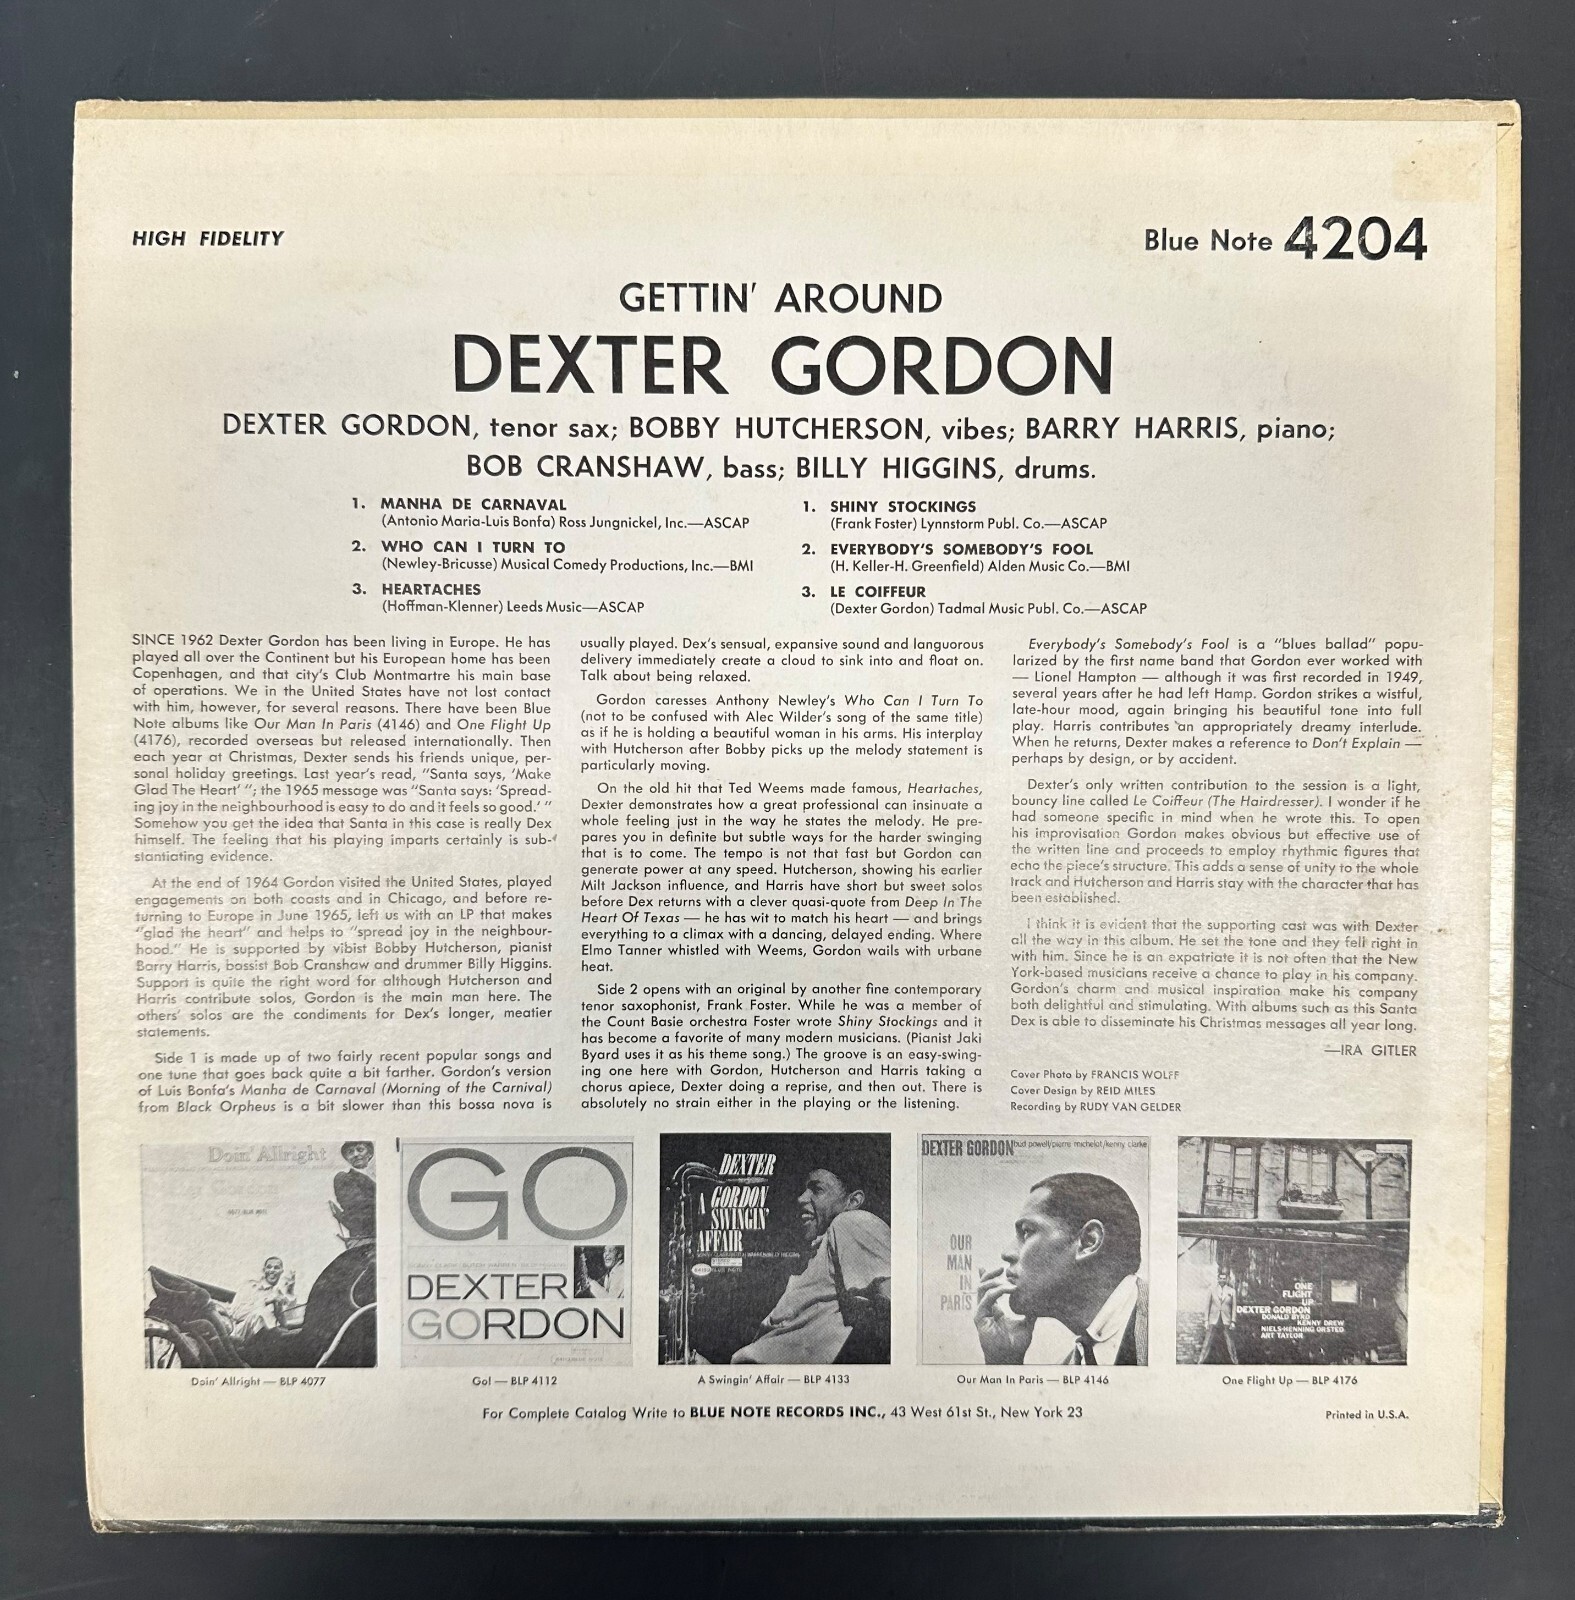 HIGH FIDELITY
Blue Note 4204
GETTIN' AROUND
DEXTER GORDON
DEXTER GORDON, tenor sax; BOBBY HUTCHERSON, vibes; BARRY HARRIS, piano;
BOB CRANSHAW, bass; BILLY HIGGINS, drums.
1. MANHA DE CARNAVAL
(Antonio Maria-Luis Bonfa) Ross Jungnickel, Inc.—ASCAP
2. WHO CAN I TURN TO
(Newley-Bricusse) Musical Comedy Productions, Inc.—BMI
3. HEARTACHES
(Hoffman-Klenner) Leeds Music—ASCAP
1. SHINY STOCKINGS
(Frank Foster) Lynnstorm Publ. Co.—ASCAP
2. EVERYBODY'S SOMEBODY'S FOOL
(H. Keller-H. Greenfield) Alden Music Co.—BMI
3. LE COIFFEUR
(Dexter Gordon) Tadmal Music Publ. Co.—ASCAP
SINCE 1962 Dexter Gordon has been living in Europe. He has
played all over the Continent but his European home has been
Copenhagen, and that city's Club Montmartre his main base
of operations. We in the United States have not lost contact
with him, however, for several reasons. There have been Blue
Note albums like Our Man In Paris (4146) and One Flight Up
(4176), recorded overseas but released internationally. Then
each year at Christmas, Dexter sends his friends unique, per-
sonal holiday greetings. Last year's read, "Santa says, 'Make
Glad The Heart' "; the 1965 message was "Santa says: 'Spread-
ing joy in the neighbourhood is easy to do and it feels so good.' "
Somehow you get the idea that Santa in this case is really Dex
himself. The feeling that his playing imparts certainly is sub-
stantiating evidence.
At the end of 1964 Gordon visited the United States, played
engagements on both coasts and in Chicago, and before re-
turning to Europe in June 1965, left us with an LP that makes
"glad the heart" and helps to "spread joy in the neighbour-
hood." He is supported by vibist Bobby Hutcherson, pianist
Barry Harris, bassist Bob Cranshaw and drummer Billy Higgins.
Support is quite the right word for although Hutcherson and
Harris contribute solos, Gordon is the main man here. The
others' solos are the condiments for Dex's longer, meatier
statements.
Side 1 is made up of two fairly recent popular songs and
one tune that goes back quite a bit farther. Gordon's version
of Luis Bonfa's Manha de Carnaval (Morning of the Carnival)
from Black Orpheus is a bit slower than this bossa nova is
usually played. Dex's sensual, expansive sound and languorous
delivery immediately create a cloud to sink into and float on.
Talk about being relaxed.
Gordon caresses Anthony Newley's Who Can I Turn To
(not to be confused with Alec Wilder's song of the same title)
as if he is holding a beautiful woman in his arms. His interplay
with Hutcherson after Bobby picks up the melody statement is
particularly moving.
On the old hit that Ted Weems made famous, Heartaches,
Dexter demonstrates how a great professional can insinuate a
whole feeling just in the way he states the melody. He pre-
pares you in definite but subtle ways for the harder swinging
that is to come. The tempo is not that fast but Gordon can
generate power at any speed. Hutcherson, showing his earlier
Milt Jackson influence, and Harris have short but sweet solos
before Dex returns with a clever quasi-quote from Deep In The
Heart Of Texas — he has wit to match his heart — and brings
everything to a climax with a dancing, delayed ending. Where
Elmo Tanner whistled with Weems, Gordon wails with urbane
heat.
Side 2 opens with an original by another fine contemporary
tenor saxophonist, Frank Foster. While he was a member of
the Count Basie orchestra Foster wrote Shiny Stockings and it
has become a favorite of many modern musicians. (Pianist Jaki
Byard uses it as his theme song.) The groove is an easy-swing-
ing one here with Gordon, Hutcherson and Harris taking a
chorus apiece, Dexter doing a reprise, and then out. There is
absolutely no strain either in the playing or the listening.
Everybody's Somebody's Fool is a "blues ballad" popu-
larized by the first name band that Gordon ever worked with
— Lionel Hampton — although it was first recorded in 1949,
several years after he had left Hamp. Gordon strikes a wistful,
late-hour mood, again bringing his beautiful tone into full
play. Harris contributes an appropriately dreamy interlude.
When he returns, Dexter makes a reference to Don't Explain —
perhaps by design, or by accident.
Dexter's only written contribution to the session is a light,
bouncy line called Le Coiffeur (The Hairdresser). I wonder if he
had someone specific in mind when he wrote this. To open
his improvisation Gordon makes obvious but effective use of
the written line and proceeds to employ rhythmic figures that
echo the piece's structure. This adds a sense of unity to the whole
track and Hutcherson and Harris stay with the character that has
been established.
I think it is evident that the supporting cast was with Dexter
all the way in this album. He set the tone and they fell right in
with him. Since he is an expatriate it is not often that the New
York-based musicians receive a chance to play in his company.
Gordon's charm and musical inspiration make his company
both delightful and stimulating. With albums such as this Santa
Dex is able to disseminate his Christmas messages all year long.
—IRA GITLER
Cover Photo by FRANCIS WOLFF
Cover Design by REID MILES
Recording by RUDY VAN GELDER
Doin' Allright
GO
DEXTER
GORDON
DEXTER
GORDON
A SWINGIN'
AFFAIR
DEXTER GORDON bud powell/pierre michelot/kenny clarke
OUR
MAN
IN
PARIS
ONE
FLIGHT
UP
DEXTER GORDON
DONALD BYRD
KENNY DREW
NIELS-HENNING ORSTED
ART TAYLOR
Doin' Allright — BLP 4077
Go! — BLP 4112
A Swingin' Affair — BLP 4133
Our Man In Paris — BLP 4146
One Flight Up — BLP 4176
For Complete Catalog Write to BLUE NOTE RECORDS INC., 43 West 61st St., New York 23
Printed in U.S.A.